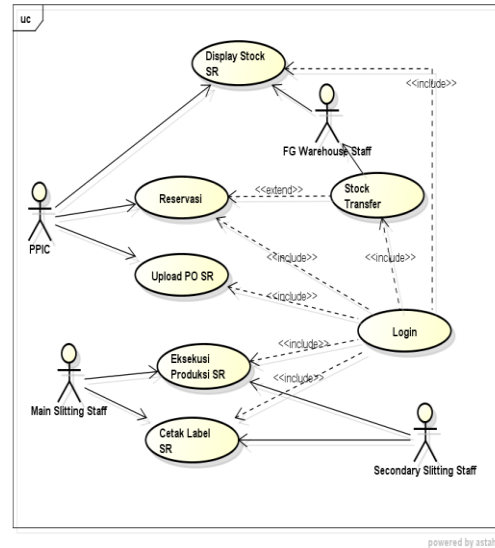 uc
Display Stock
SR
<<include>>
FG Warehouse Staff
Reservasi
<<extend>>
Stock
Transfer
PPIC
<<include>>
<<include>>
Upload PO SR
<<include>>
Login
<<include>>
Eksekusi
Produksi SR
<<include>>
Main Slitting Staff
Cetak Label
SR
Secondary Slitting Staff
powered by astah